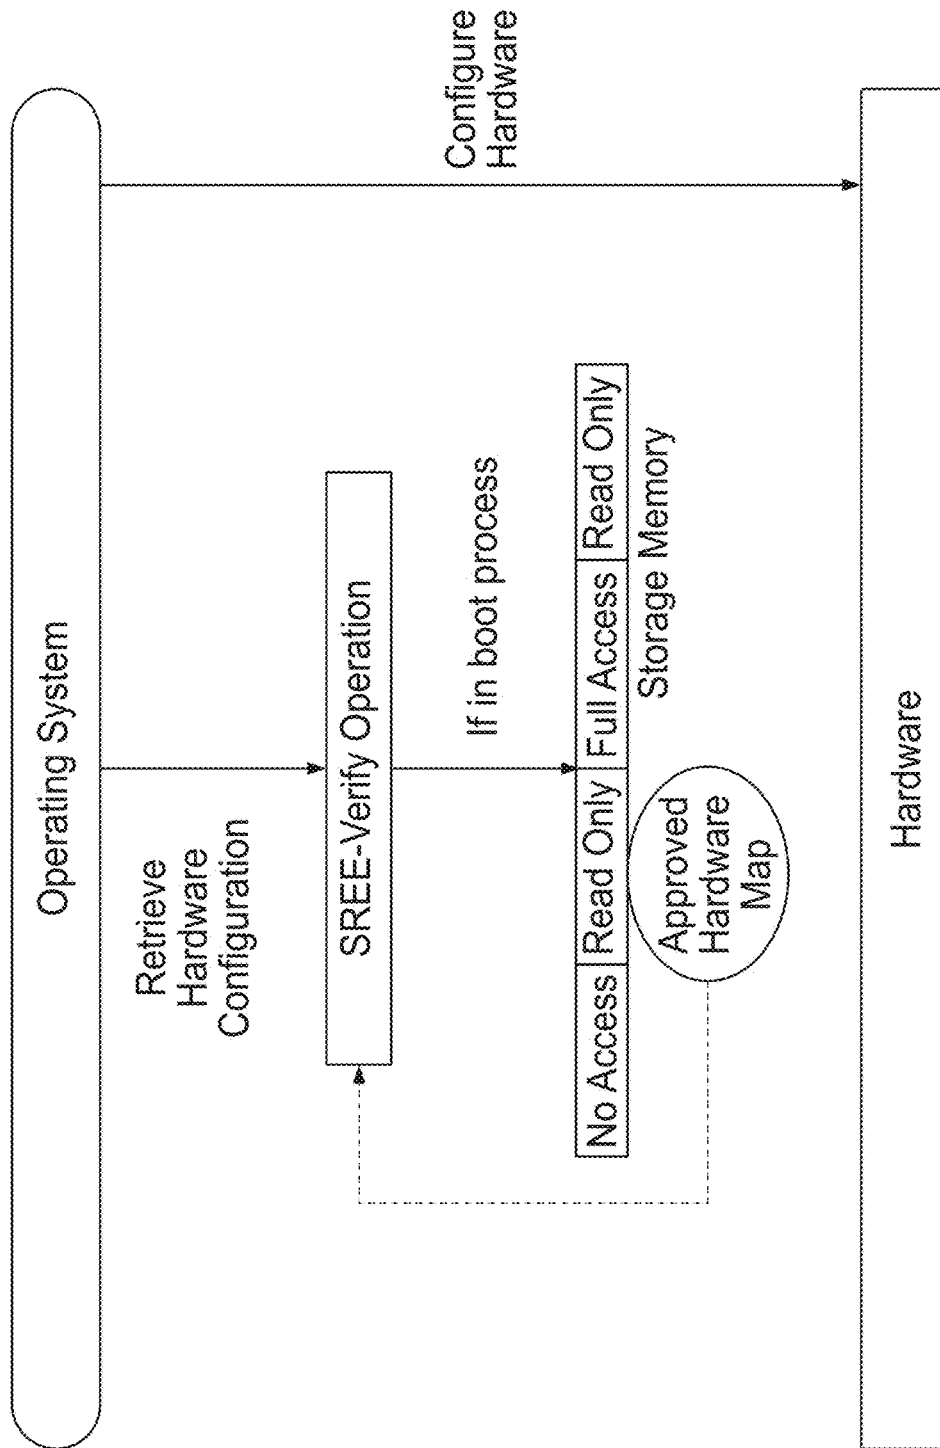 Operating System
Retrieve
Hardware
Configuration
Configure
Hardware
SREE-Verify Operation
If in boot process
No Access Read Only Full Access Read Only
Storage Memory
Approved
Hardware
Map
Hardware